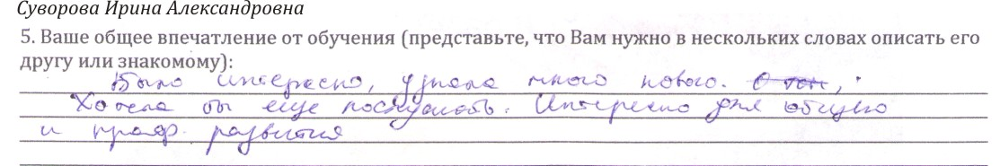 Суворова Ирина Александровна
5. Ваше общее впечатление от обучения (представьте, что Вам нужно в нескольких словах описать его
другу или знакомому):
Было интересно, узнала много нового.
Хотела бы еще послушать. Интересно для общего
и проф. развития